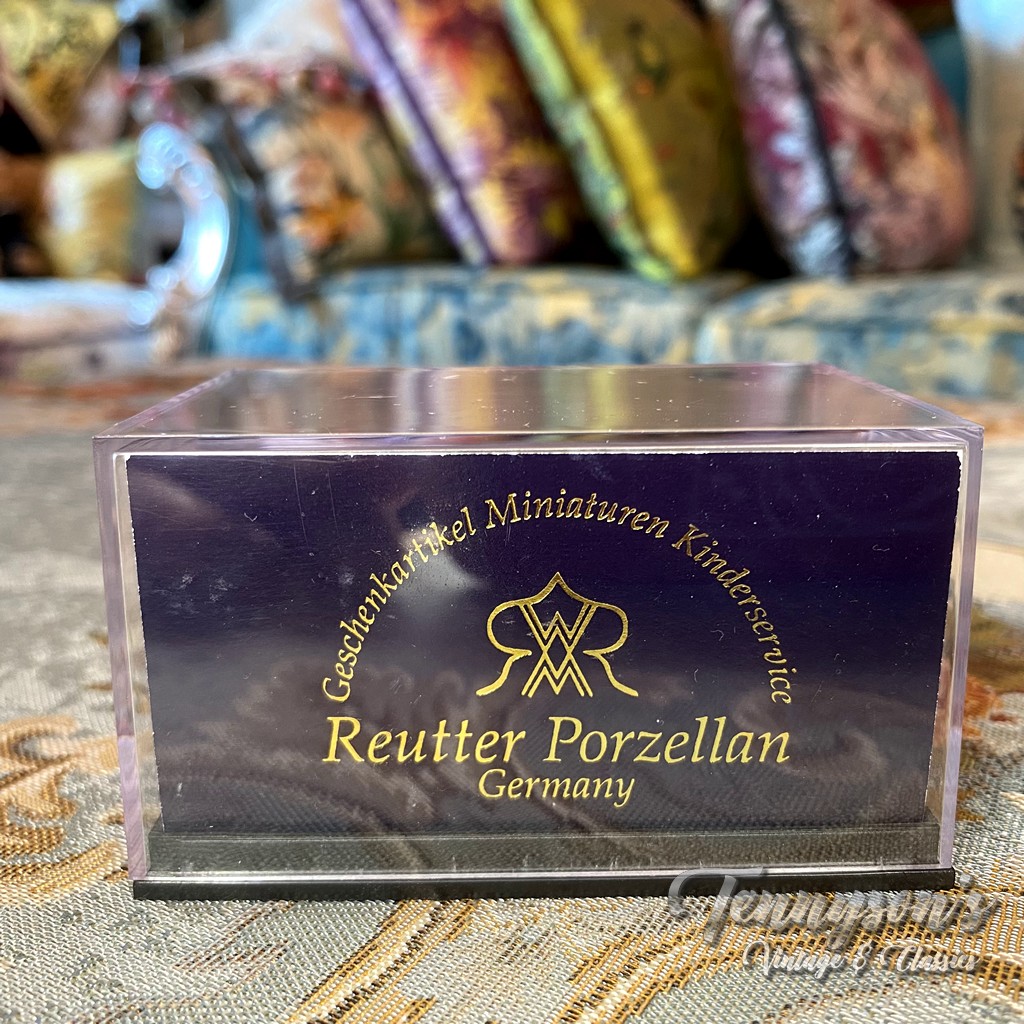 Geschenkartikel Miniaturen Kinderservice
Reutter Porzellan
Germany
Tennyson's
Vintage & Classics